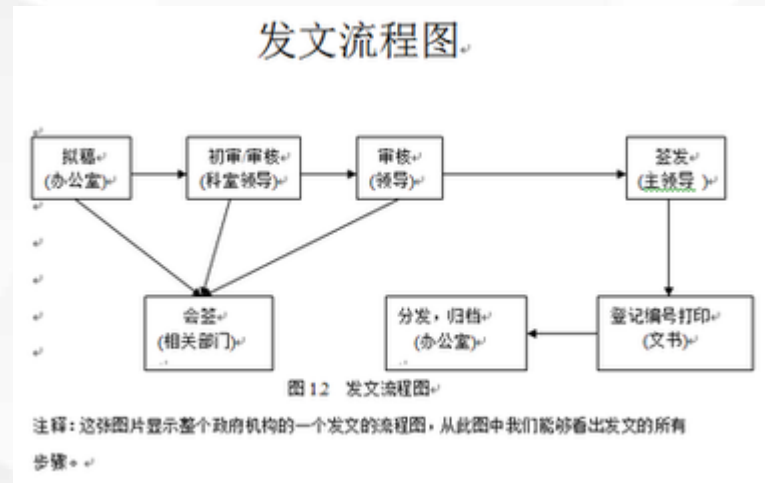 发文流程图
拟稿
(办公室)
初审/审核
(科室领导)
审核
(领导)
签发
(主领导 )
会签
(相关部门)
分发，归档
(办公室)
登记编号打印
(文书)
图 1.2 发文流程图
注释：这张图片显示整个政府机构的一个发文的流程图，从此图中我们能够看出发文的所有
步骤。